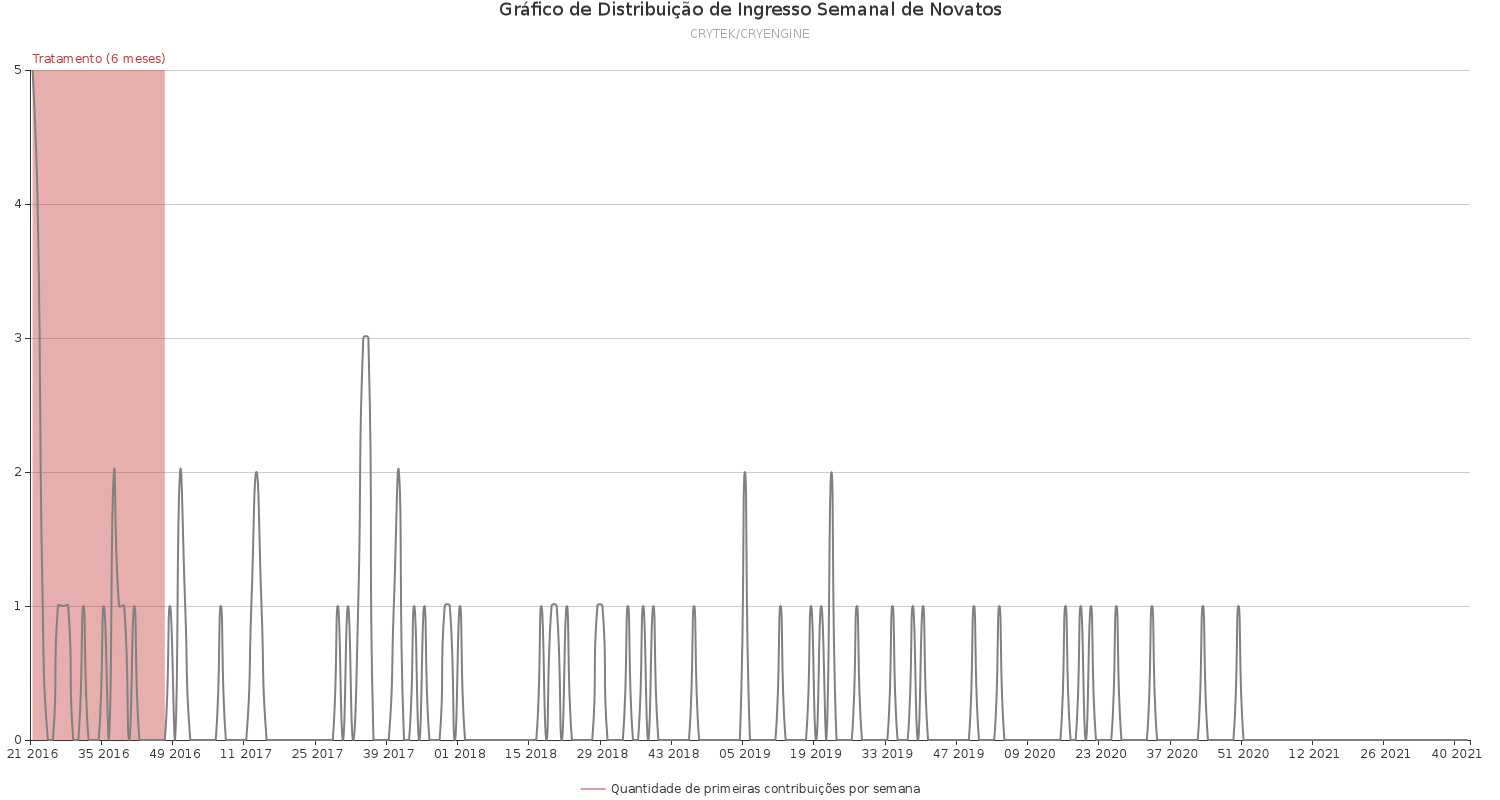 Gráfico de Distribuição de Ingresso Semanal de Novatos
CRYTEK/CRYENGINE
Tratamento (6 meses)
5
4
3
2
1
0
21 2016 35 2016 49 2016 11 2017 25 2017 39 2017 01 2018 15 2018 29 2018 43 2018 05 2019 19 2019 33 2019 47 2019 09 2020 23 2020 37 2020 51 2020 12 2021 26 2021 40 2021
Quantidade de primeiras contribuições por semana